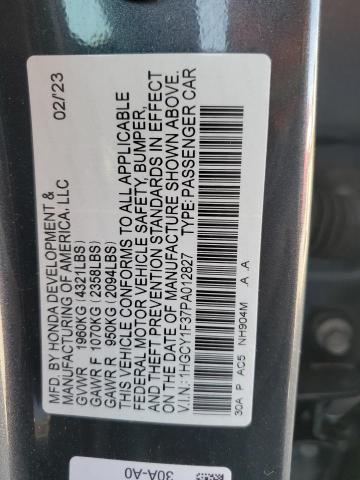 MFD. BY HONDA DEVELOPMENT & 02/23
MANUFACTURING OF AMERICA, LLC
GVWR 1960KG (4321LBS)
GAWR F 1070KG (2358LBS)
GAWR R 950KG (2094LBS)
THIS VEHICLE CONFORMS TO ALL APPLICABLE
FEDERAL MOTOR VEHICLE SAFETY, BUMPER,
AND THEFT PREVENTION STANDARDS IN EFFECT
ON THE DATE OF MANUFACTURE SHOWN ABOVE.
V.I.N.: 1HGCY1F37PA012827 TYPE: PASSENGER CAR
30A P AC5 NH904M A .A
30A-A0